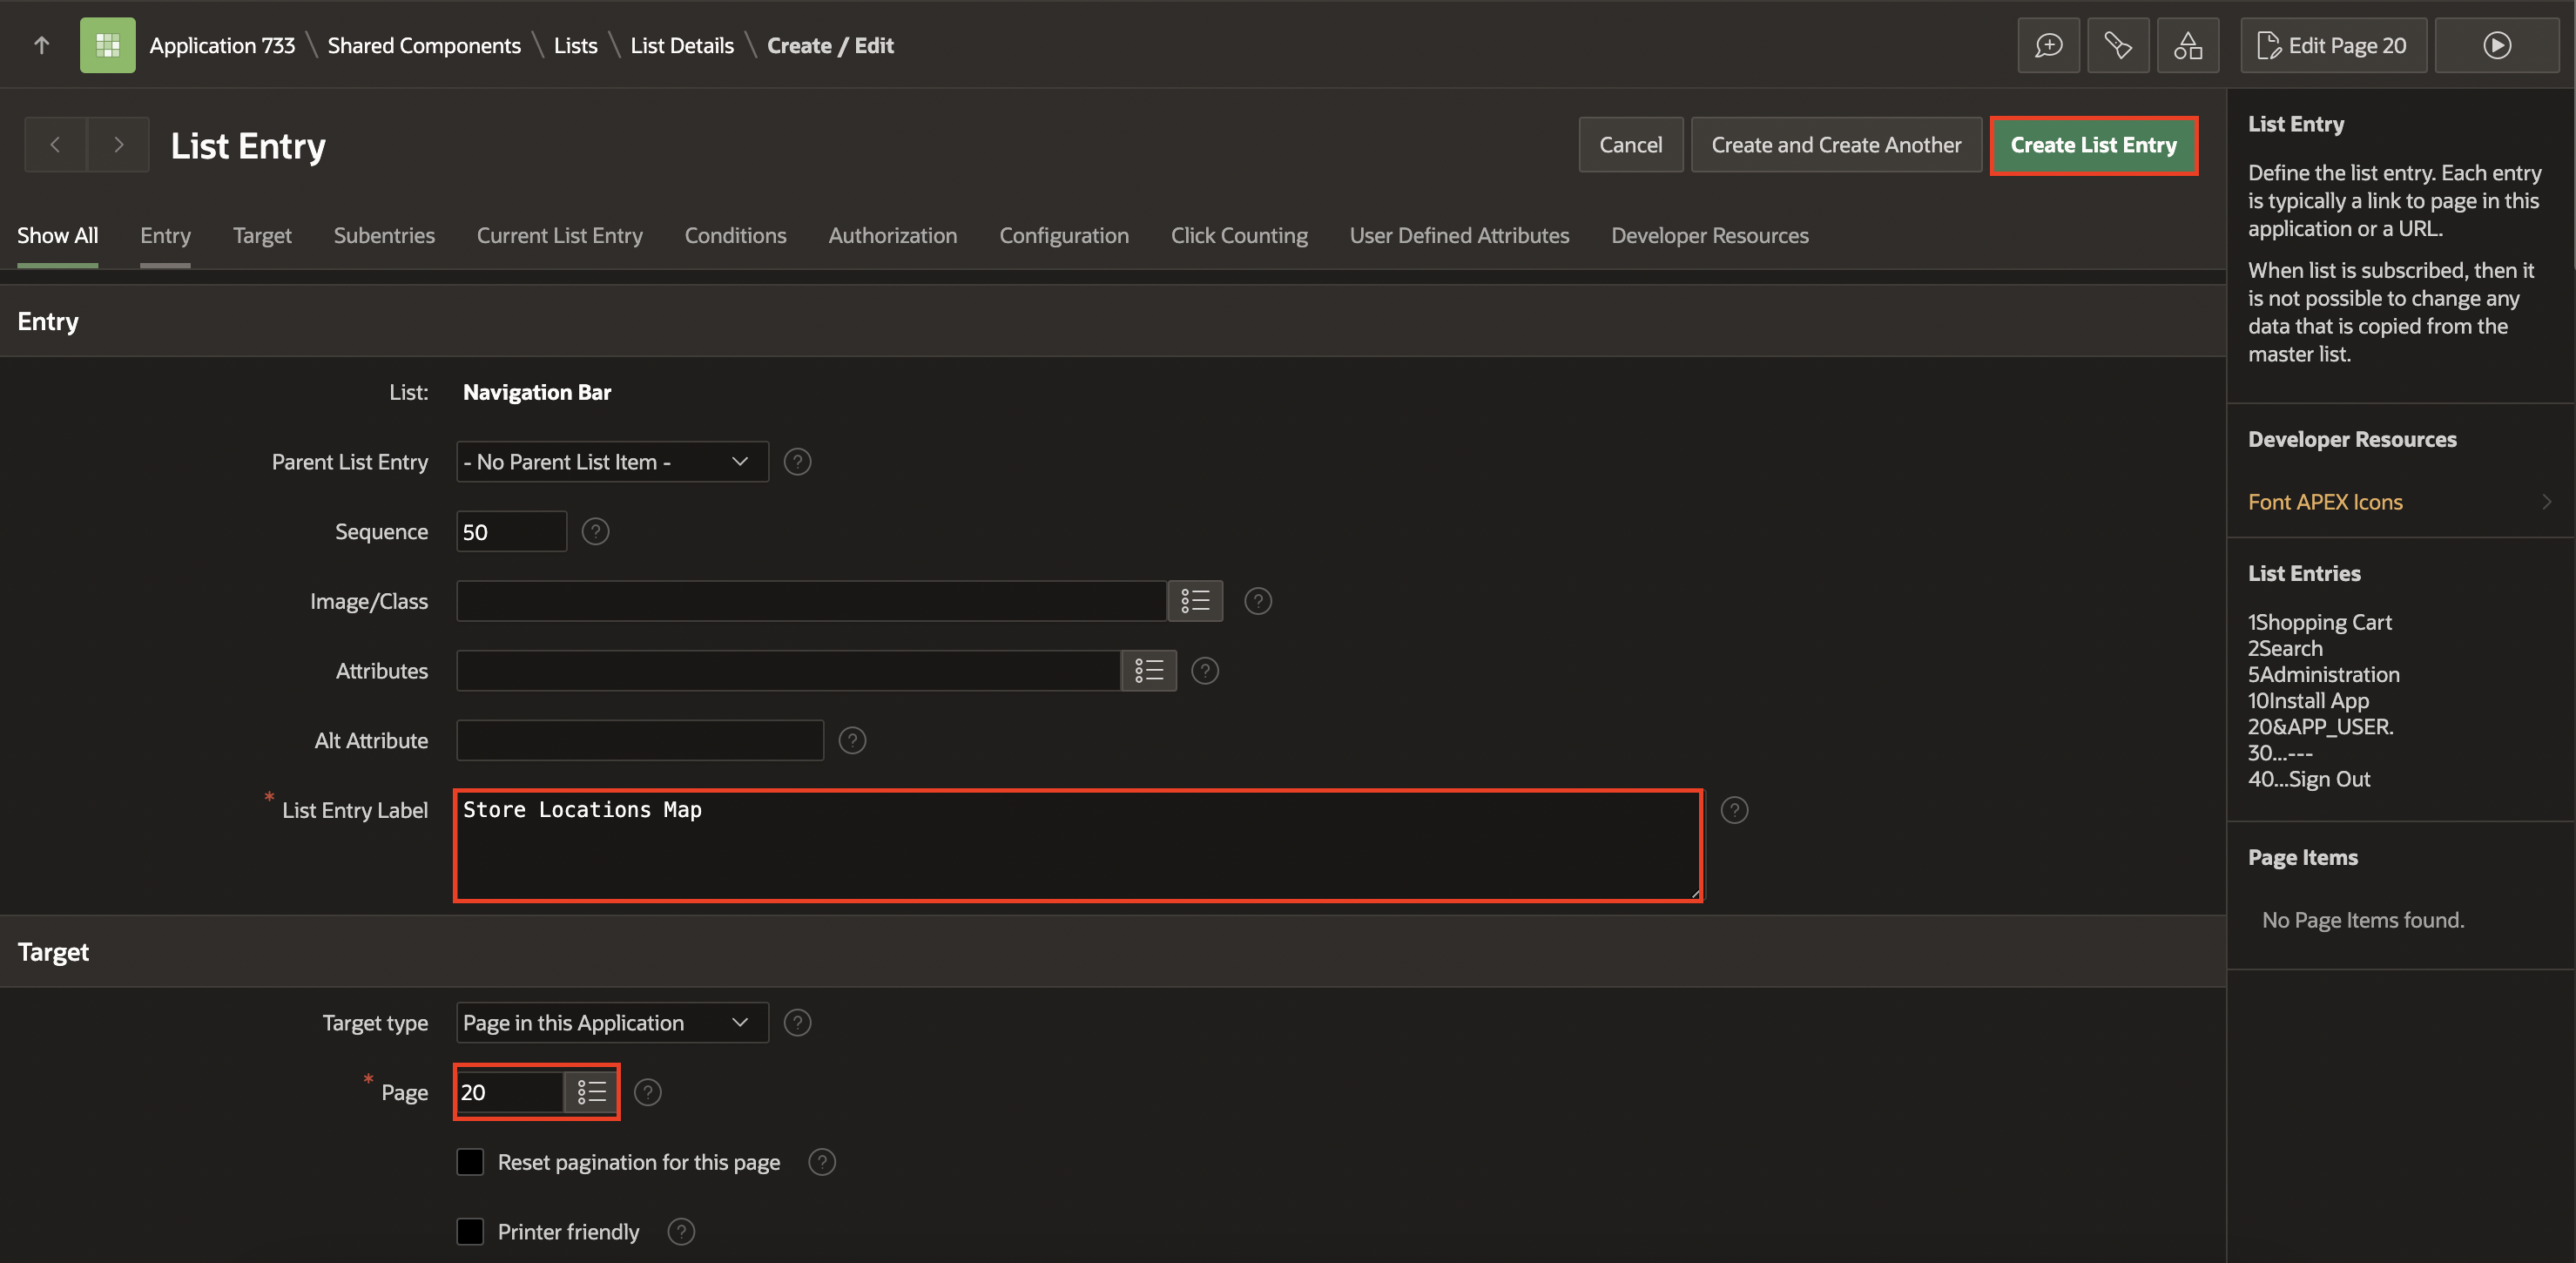 Application 733 \ Shared Components \ Lists \ List Details \ Create / Edit
Edit Page 20
List Entry
Cancel
Create and Create Another
Create List Entry
Show All
Entry
Target
Subentries
Current List Entry
Conditions
Authorization
Configuration
Click Counting
User Defined Attributes
Developer Resources
Entry
List: Navigation Bar
Parent List Entry - No Parent List Item - ?
Sequence 50 ?
Image/Class ?
Attributes ?
Alt Attribute ?
* List Entry Label Store Locations Map ?
Target
Target type Page in this Application ?
* Page 20 ?
Reset pagination for this page ?
Printer friendly ?
List Entry
Define the list entry. Each entry
is typically a link to page in this
application or a URL.
When list is subscribed, then it
is not possible to change any
data that is copied from the
master list.
Developer Resources
Font APEX Icons
List Entries
1Shopping Cart
2Search
5Administration
10Install App
20&APP_USER.
30...---
40...Sign Out
Page Items
No Page Items found.